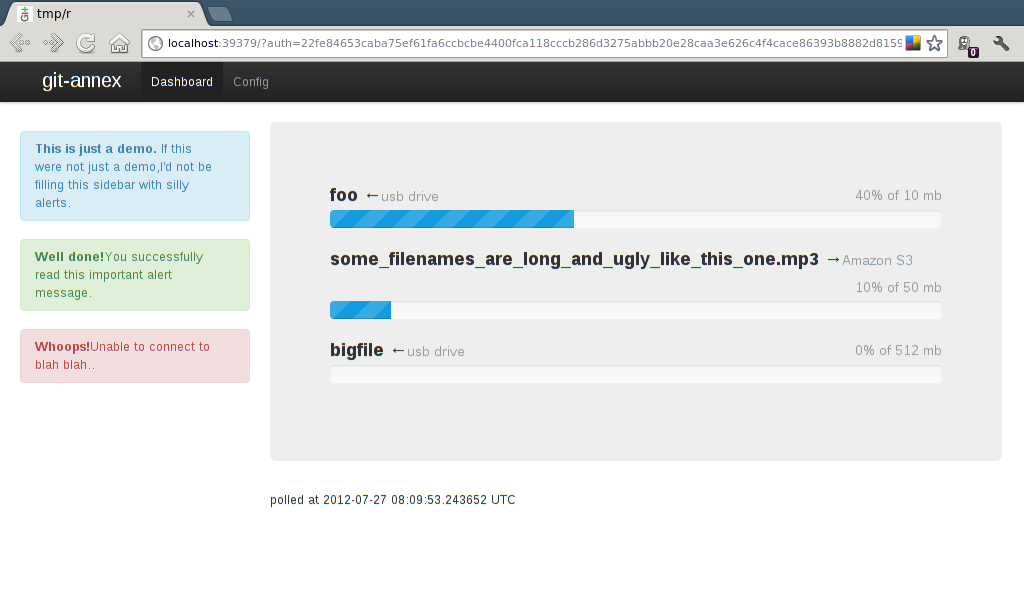 tmp/r
localhost:39379/?auth=22fe84653caba75ef61fa6ccbcbe4400fca118cccb286d3275abbb20e28caa3e626c4f4cace86393b8882d8159
0
git-annex Dashboard Config
This is just a demo. If this
were not just a demo,I'd not be
filling this sidebar with silly
alerts.
Well done!You successfully
read this important alert
message.
Whoops!Unable to connect to
blah blah..
foo ←usb drive 40% of 10 mb
some_filenames_are_long_and_ugly_like_this_one.mp3 →Amazon S3
10% of 50 mb
bigfile ←usb drive 0% of 512 mb
polled at 2012-07-27 08:09:53.243652 UTC